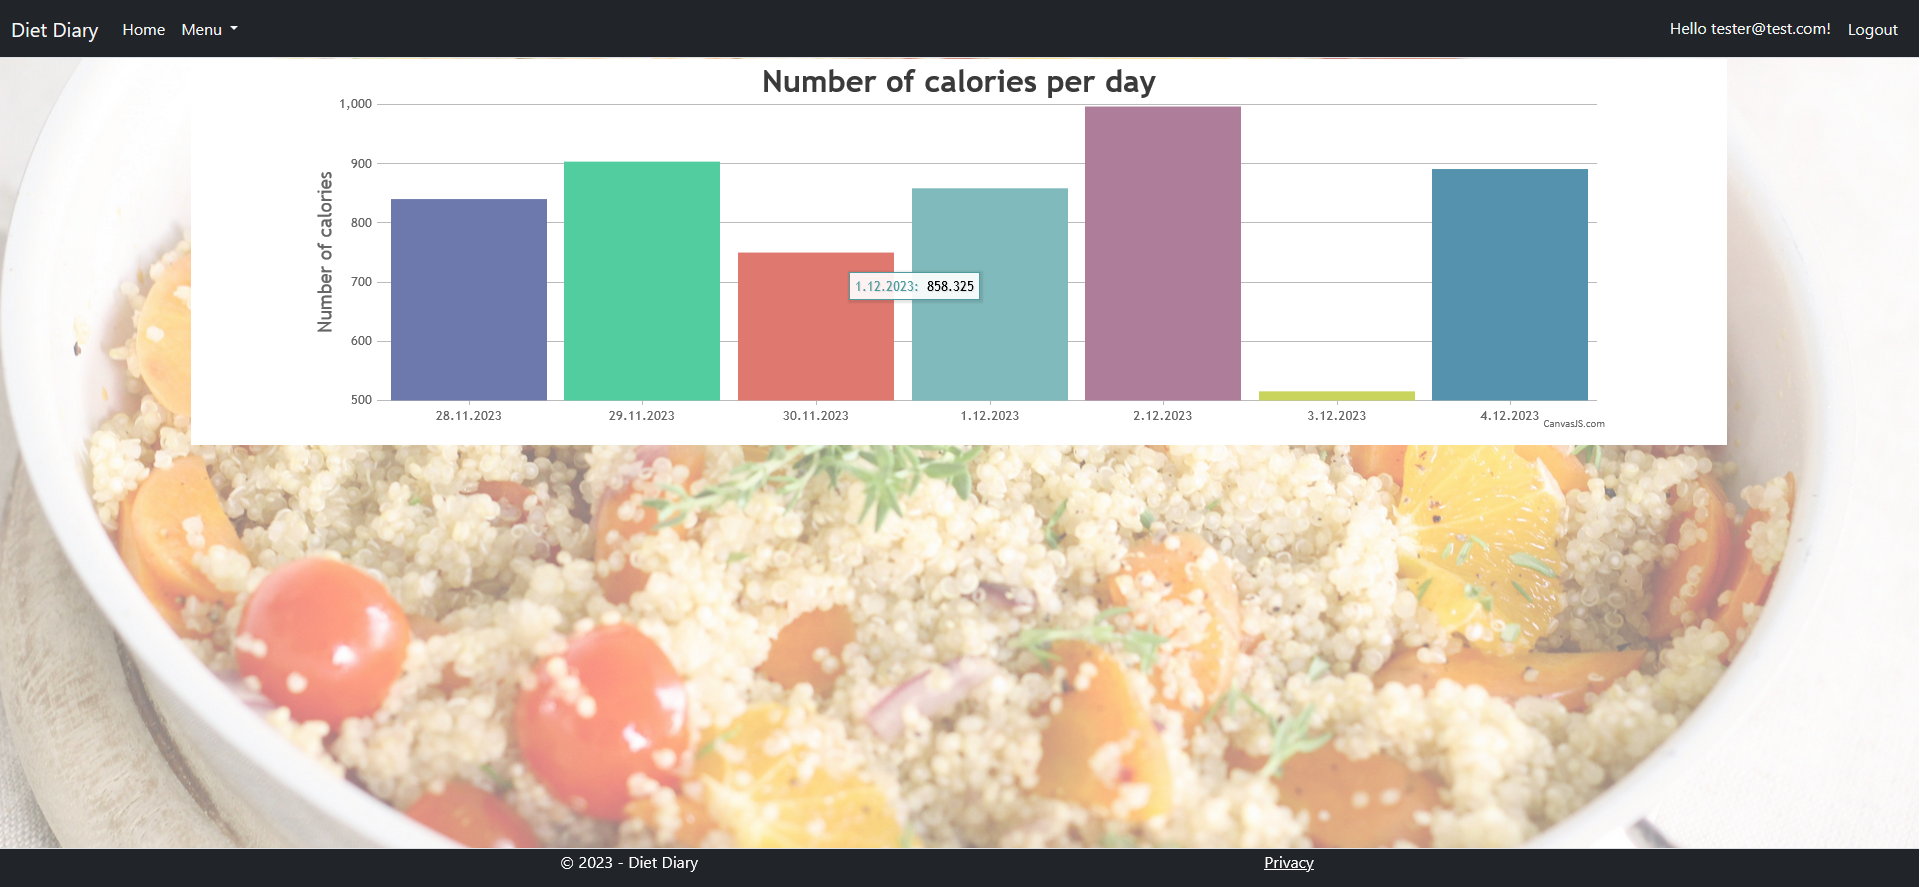 Diet Diary Home Menu Hello tester@test.com! Logout
Number of calories per day
Number of calories
1,000
900
800
700
600
500
1.12.2023: 858.325
28.11.2023 29.11.2023 30.11.2023 1.12.2023 2.12.2023 3.12.2023 4.12.2023
CanvasJS.com
© 2023 - Diet Diary Privacy